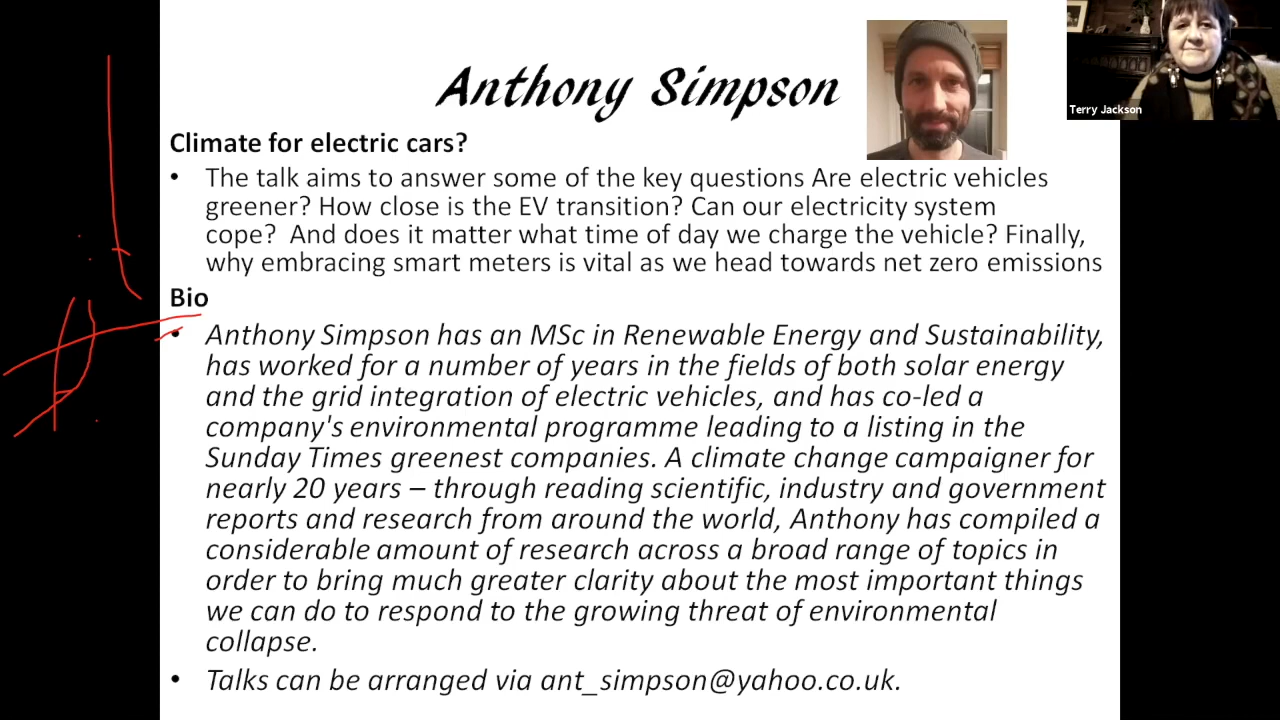 Anthony Simpson
Terry Jackson
Climate for electric cars?
• The talk aims to answer some of the key questions Are electric vehicles
greener? How close is the EV transition? Can our electricity system
cope?  And does it matter what time of day we charge the vehicle? Finally,
why embracing smart meters is vital as we head towards net zero emissions
Bio
• Anthony Simpson has an MSc in Renewable Energy and Sustainability,
has worked for a number of years in the fields of both solar energy
and the grid integration of electric vehicles, and has co-led a
company's environmental programme leading to a listing in the
Sunday Times greenest companies. A climate change campaigner for
nearly 20 years – through reading scientific, industry and government
reports and research from around the world, Anthony has compiled a
considerable amount of research across a broad range of topics in
order to bring much greater clarity about the most important things
we can do to respond to the growing threat of environmental
collapse.
• Talks can be arranged via ant_simpson@yahoo.co.uk.